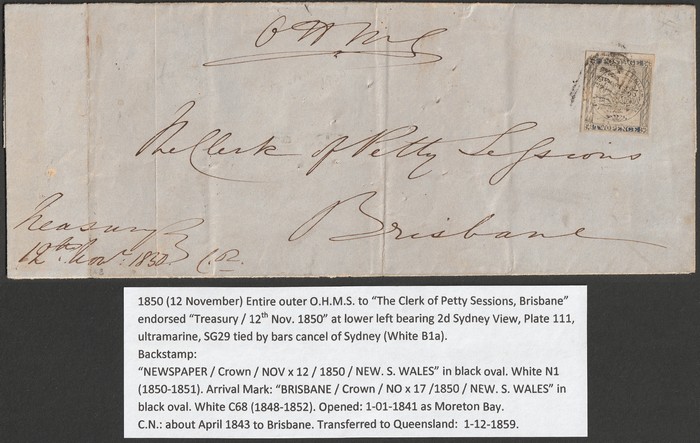 O H M S
The Clerk of Petty Sessions
Brisbane
Treasury
12th Novr. 1850
1850 (12 November) Entire outer O.H.M.S. to “The Clerk of Petty Sessions, Brisbane”
endorsed “Treasury / 12th Nov. 1850” at lower left bearing 2d Sydney View, Plate 111,
ultramarine, SG29 tied by bars cancel of Sydney (White B1a).
Backstamp:
“NEWSPAPER / Crown / NOV x 12 / 1850 / NEW. S. WALES” in black oval. White N1
(1850-1851). Arrival Mark: “BRISBANE / Crown / NO x 17 /1850 / NEW. S. WALES” in
black oval. White C68 (1848-1852). Opened: 1-01-1841 as Moreton Bay.
C.N.: about April 1843 to Brisbane. Transferred to Queensland:  1-12-1859.